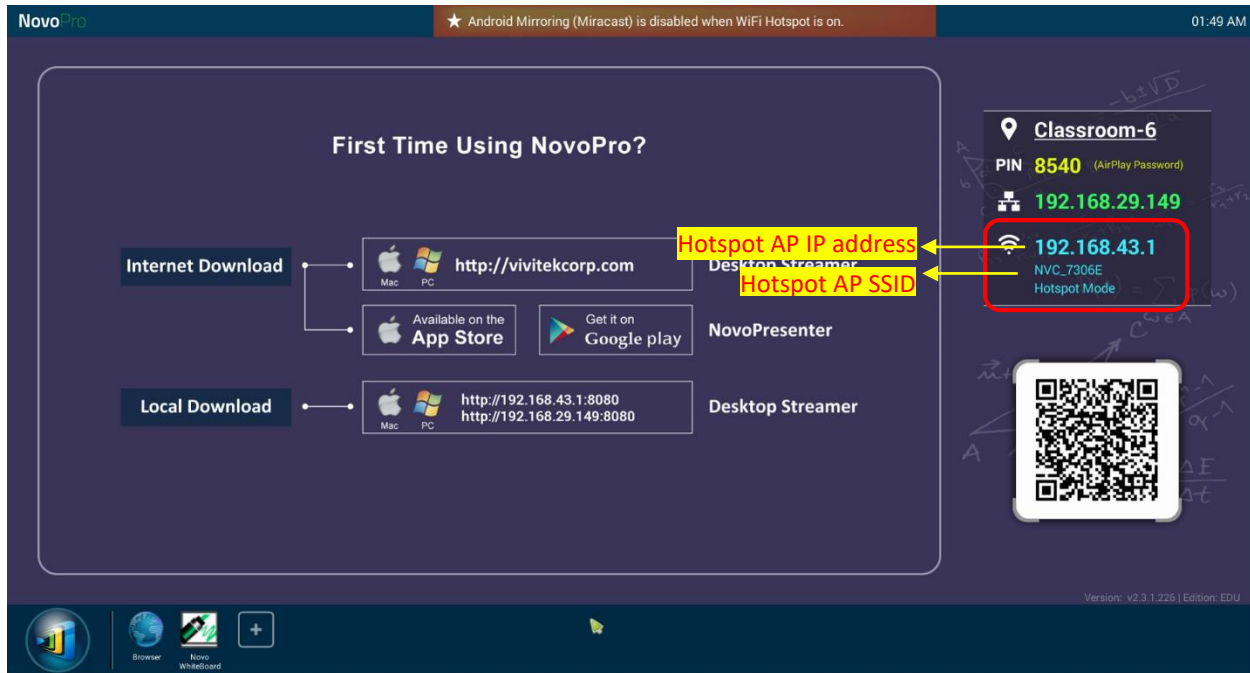 NovoPro
★ Android Mirroring (Miracast) is disabled when WiFi Hotspot is on.
01:49 AM
First Time Using NovoPro?
Internet Download
Mac
PC
http://vivitekcorp.com
Desktop Streamer
Available on the
App Store
Get it on
Google play
NovoPresenter
Local Download
Mac
PC
http://192.168.43.1:8080
http://192.168.29.149:8080
Desktop Streamer
Classroom-6
PIN 8540 (AirPlay Password)
192.168.29.149
Hotspot AP IP address
192.168.43.1
Hotspot AP SSID
NVC_7306E
Hotspot Mode
Version: v2.3.1.226 | Edition: EDU
Browser
Novo
WhiteBoard